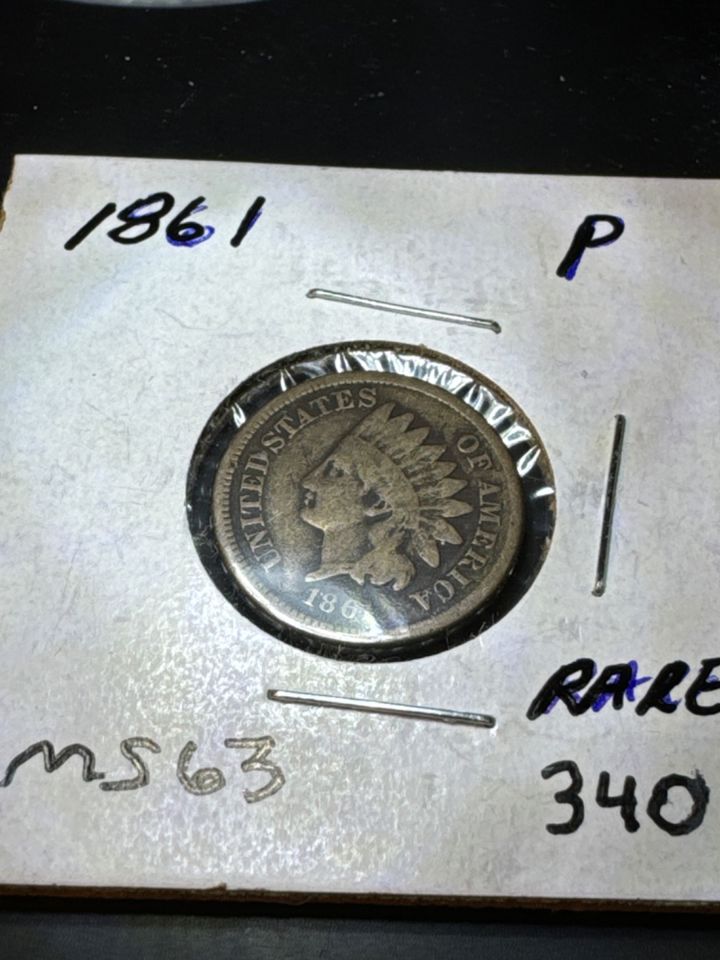 1861 P
UNITED STATES OF AMERICA
186
RARE
MS63
340